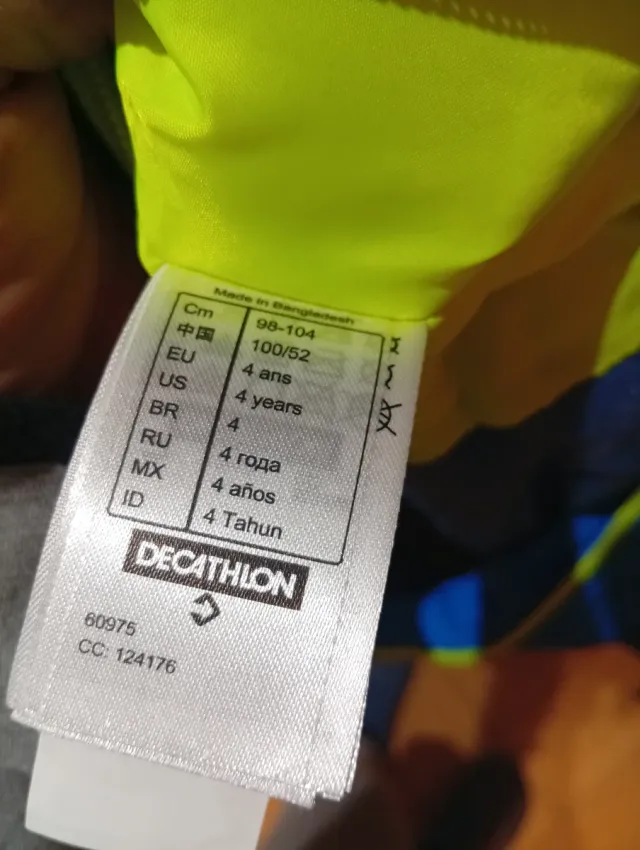 Made in Bangladesh
Cm 98-104
中国 100/52
EU 4 ans
US 4 years
BR 4
RU 4 года
MX 4 años
ID 4 Tahun
DECATHLON
60975
CC: 124176